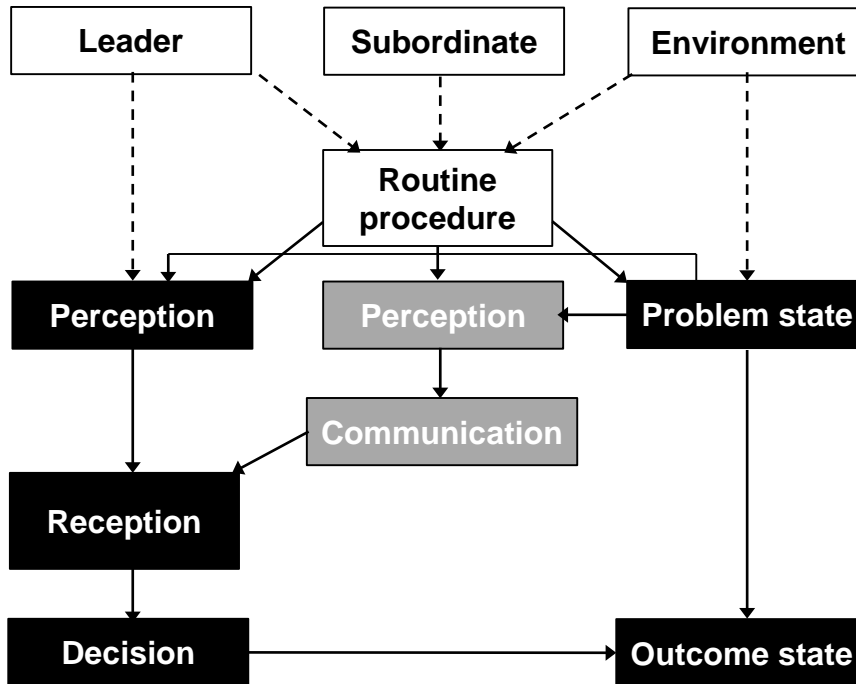 Leader
Subordinate
Environment
Routine
procedure
Perception
Perception
Problem state
Communication
Reception
Decision
Outcome state